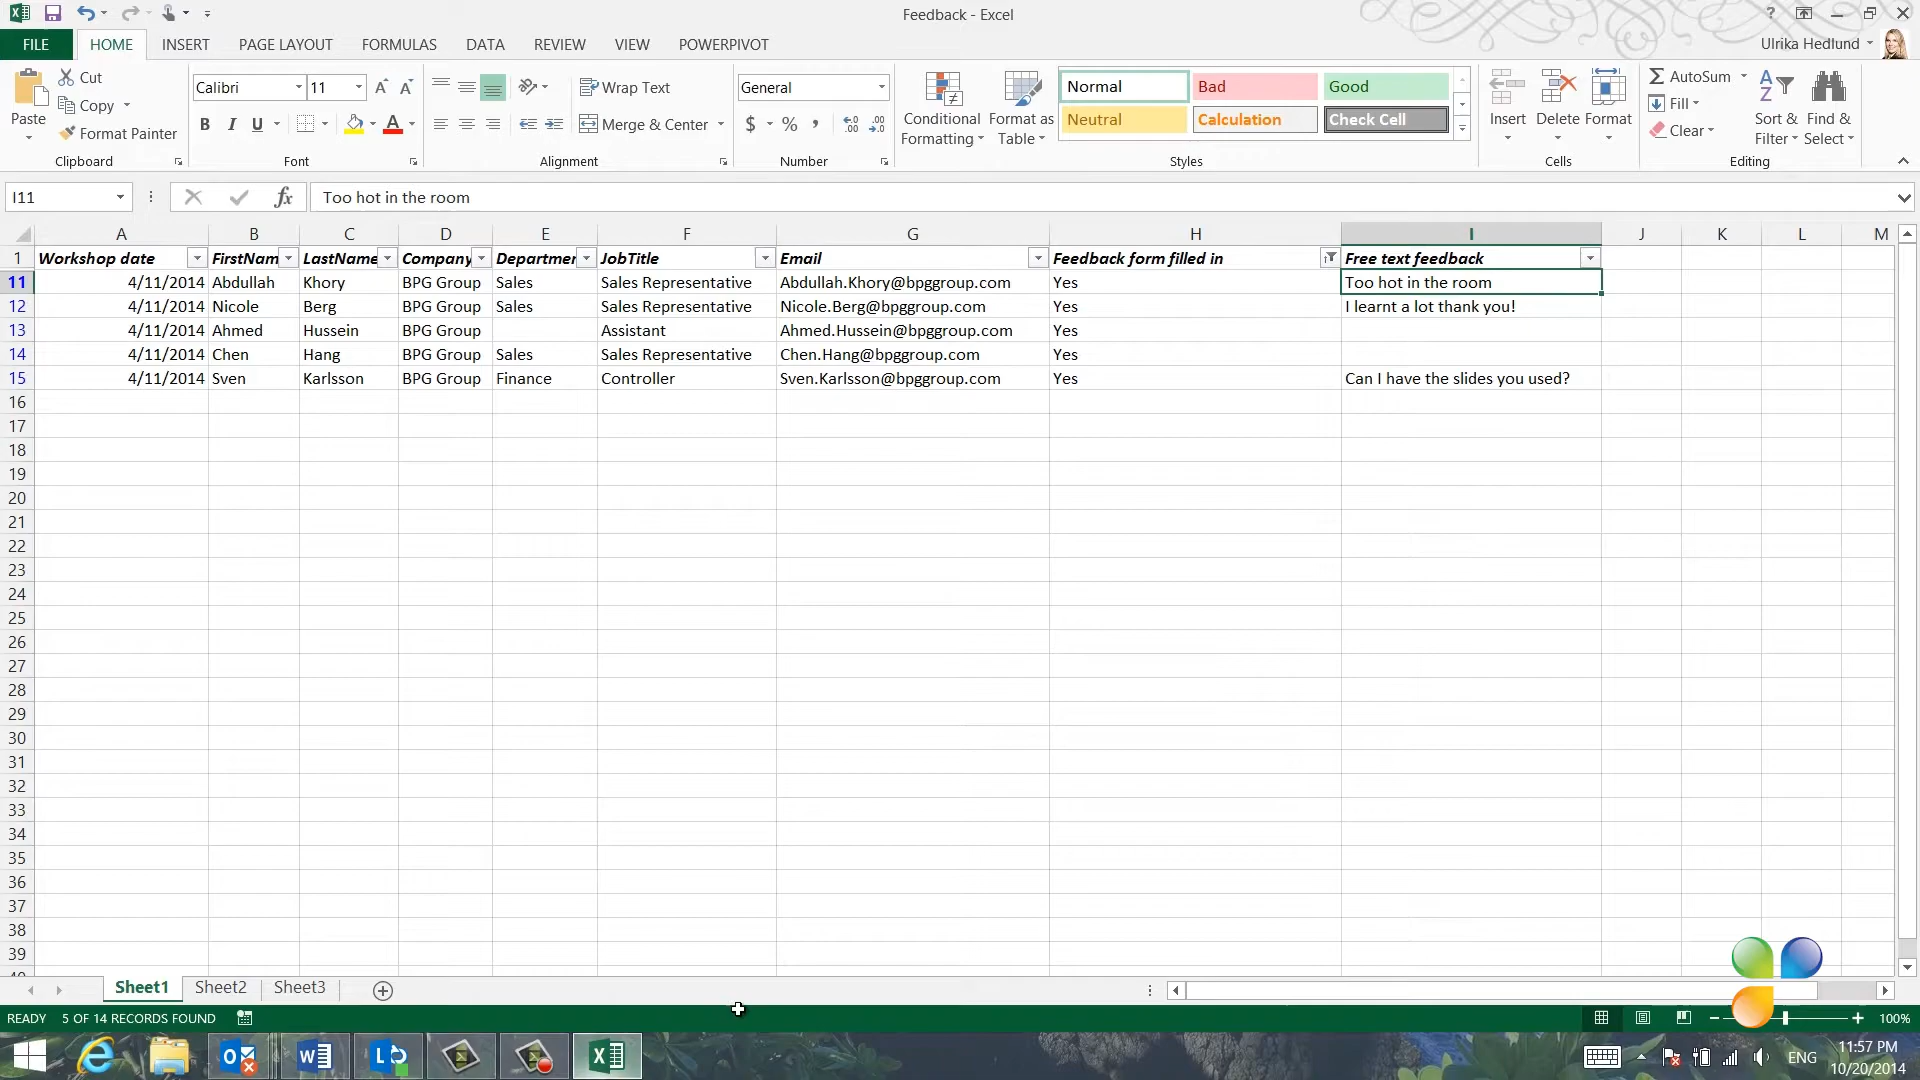 Feedback - Excel
?
FILE HOME INSERT PAGE LAYOUT FORMULAS DATA REVIEW VIEW POWERPIVOT Ulrika Hedlund
Paste Cut Copy Format Painter Clipboard
Calibri 11 A A B I U A Font
Wrap Text Merge & Center Alignment
General $ % , .00 Number
Conditional Formatting Format as Table
Normal Bad Good
Neutral Calculation Check Cell
Styles
Insert Delete Format Cells
AutoSum Fill Clear Sort & Filter Find & Select Editing
I11 fx Too hot in the room
A B C D E F G H I J K L M
1 Workshop date FirstNam LastName Company Departmer JobTitle Email Feedback form filled in Free text feedback
11 4/11/2014 Abdullah Khory BPG Group Sales Sales Representative Abdullah.Khory@bpggroup.com Yes Too hot in the room
12 4/11/2014 Nicole Berg BPG Group Sales Sales Representative Nicole.Berg@bpggroup.com Yes I learnt a lot thank you!
13 4/11/2014 Ahmed Hussein BPG Group Assistant Ahmed.Hussein@bpggroup.com Yes
14 4/11/2014 Chen Hang BPG Group Sales Sales Representative Chen.Hang@bpggroup.com Yes
15 4/11/2014 Sven Karlsson BPG Group Finance Controller Sven.Karlsson@bpggroup.com Yes Can I have the slides you used?
16
17
18
19
20
21
22
23
24
25
26
27
28
29
30
31
32
33
34
35
36
37
38
39
Sheet1 Sheet2 Sheet3
READY 5 OF 14 RECORDS FOUND 100%
ENG 11:57 PM
10/20/2014